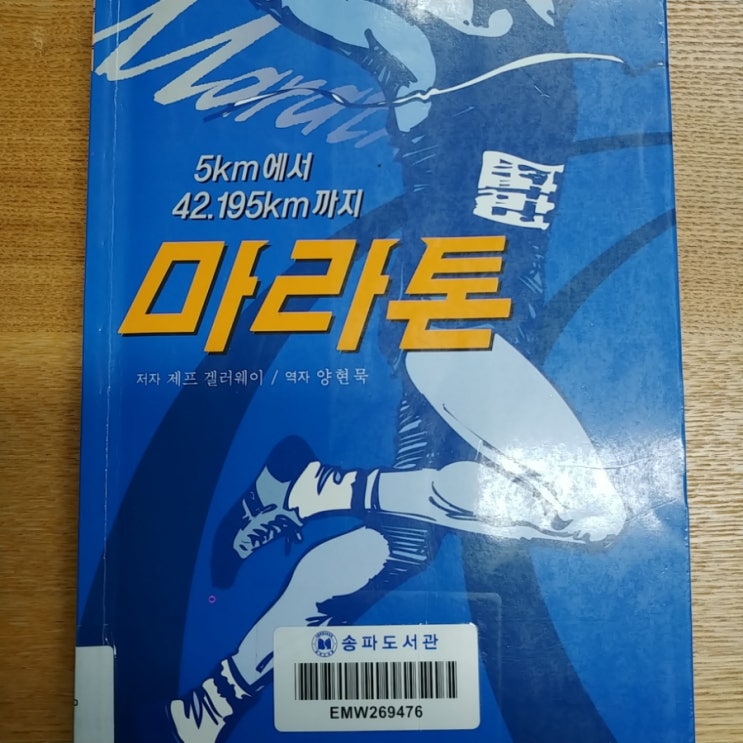 5km에서
42.195km까지
마라톤
저자 제프 겔러웨이 / 역자 양현묵
송파도서관
EMW269476